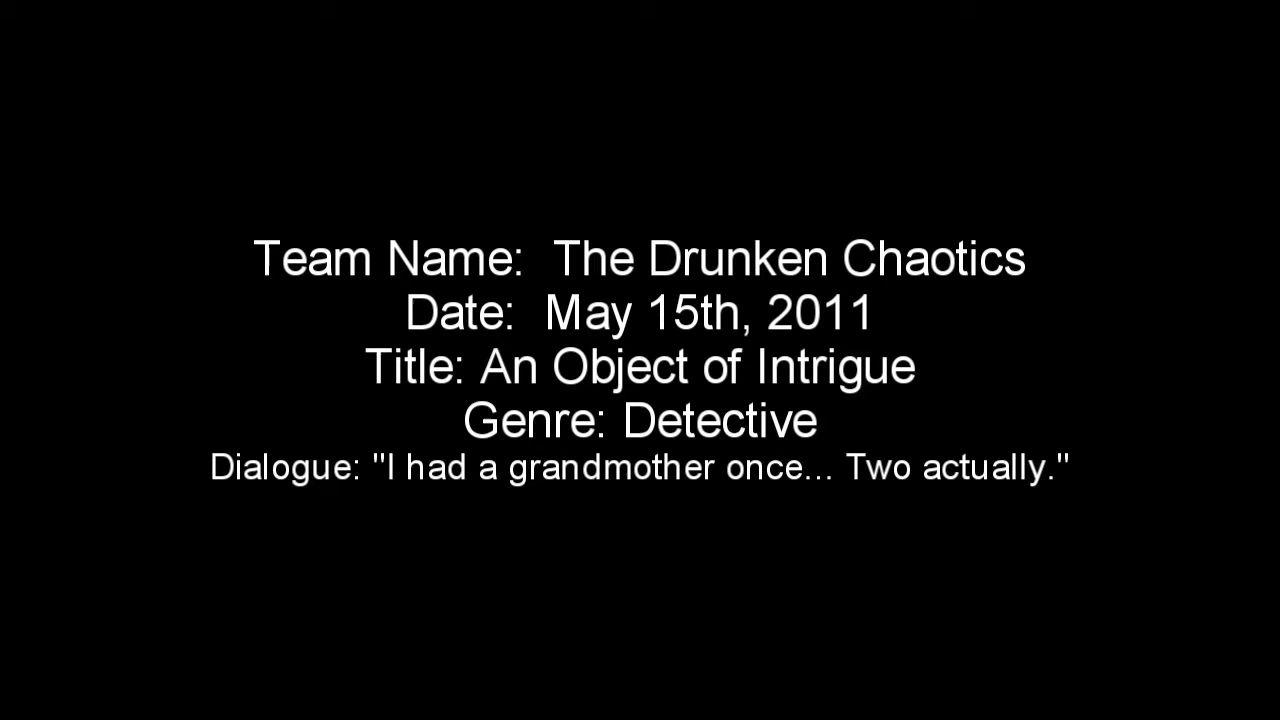 Team Name:  The Drunken Chaotics
Date:  May 15th, 2011
Title: An Object of Intrigue
Genre: Detective
Dialogue: "I had a grandmother once... Two actually."